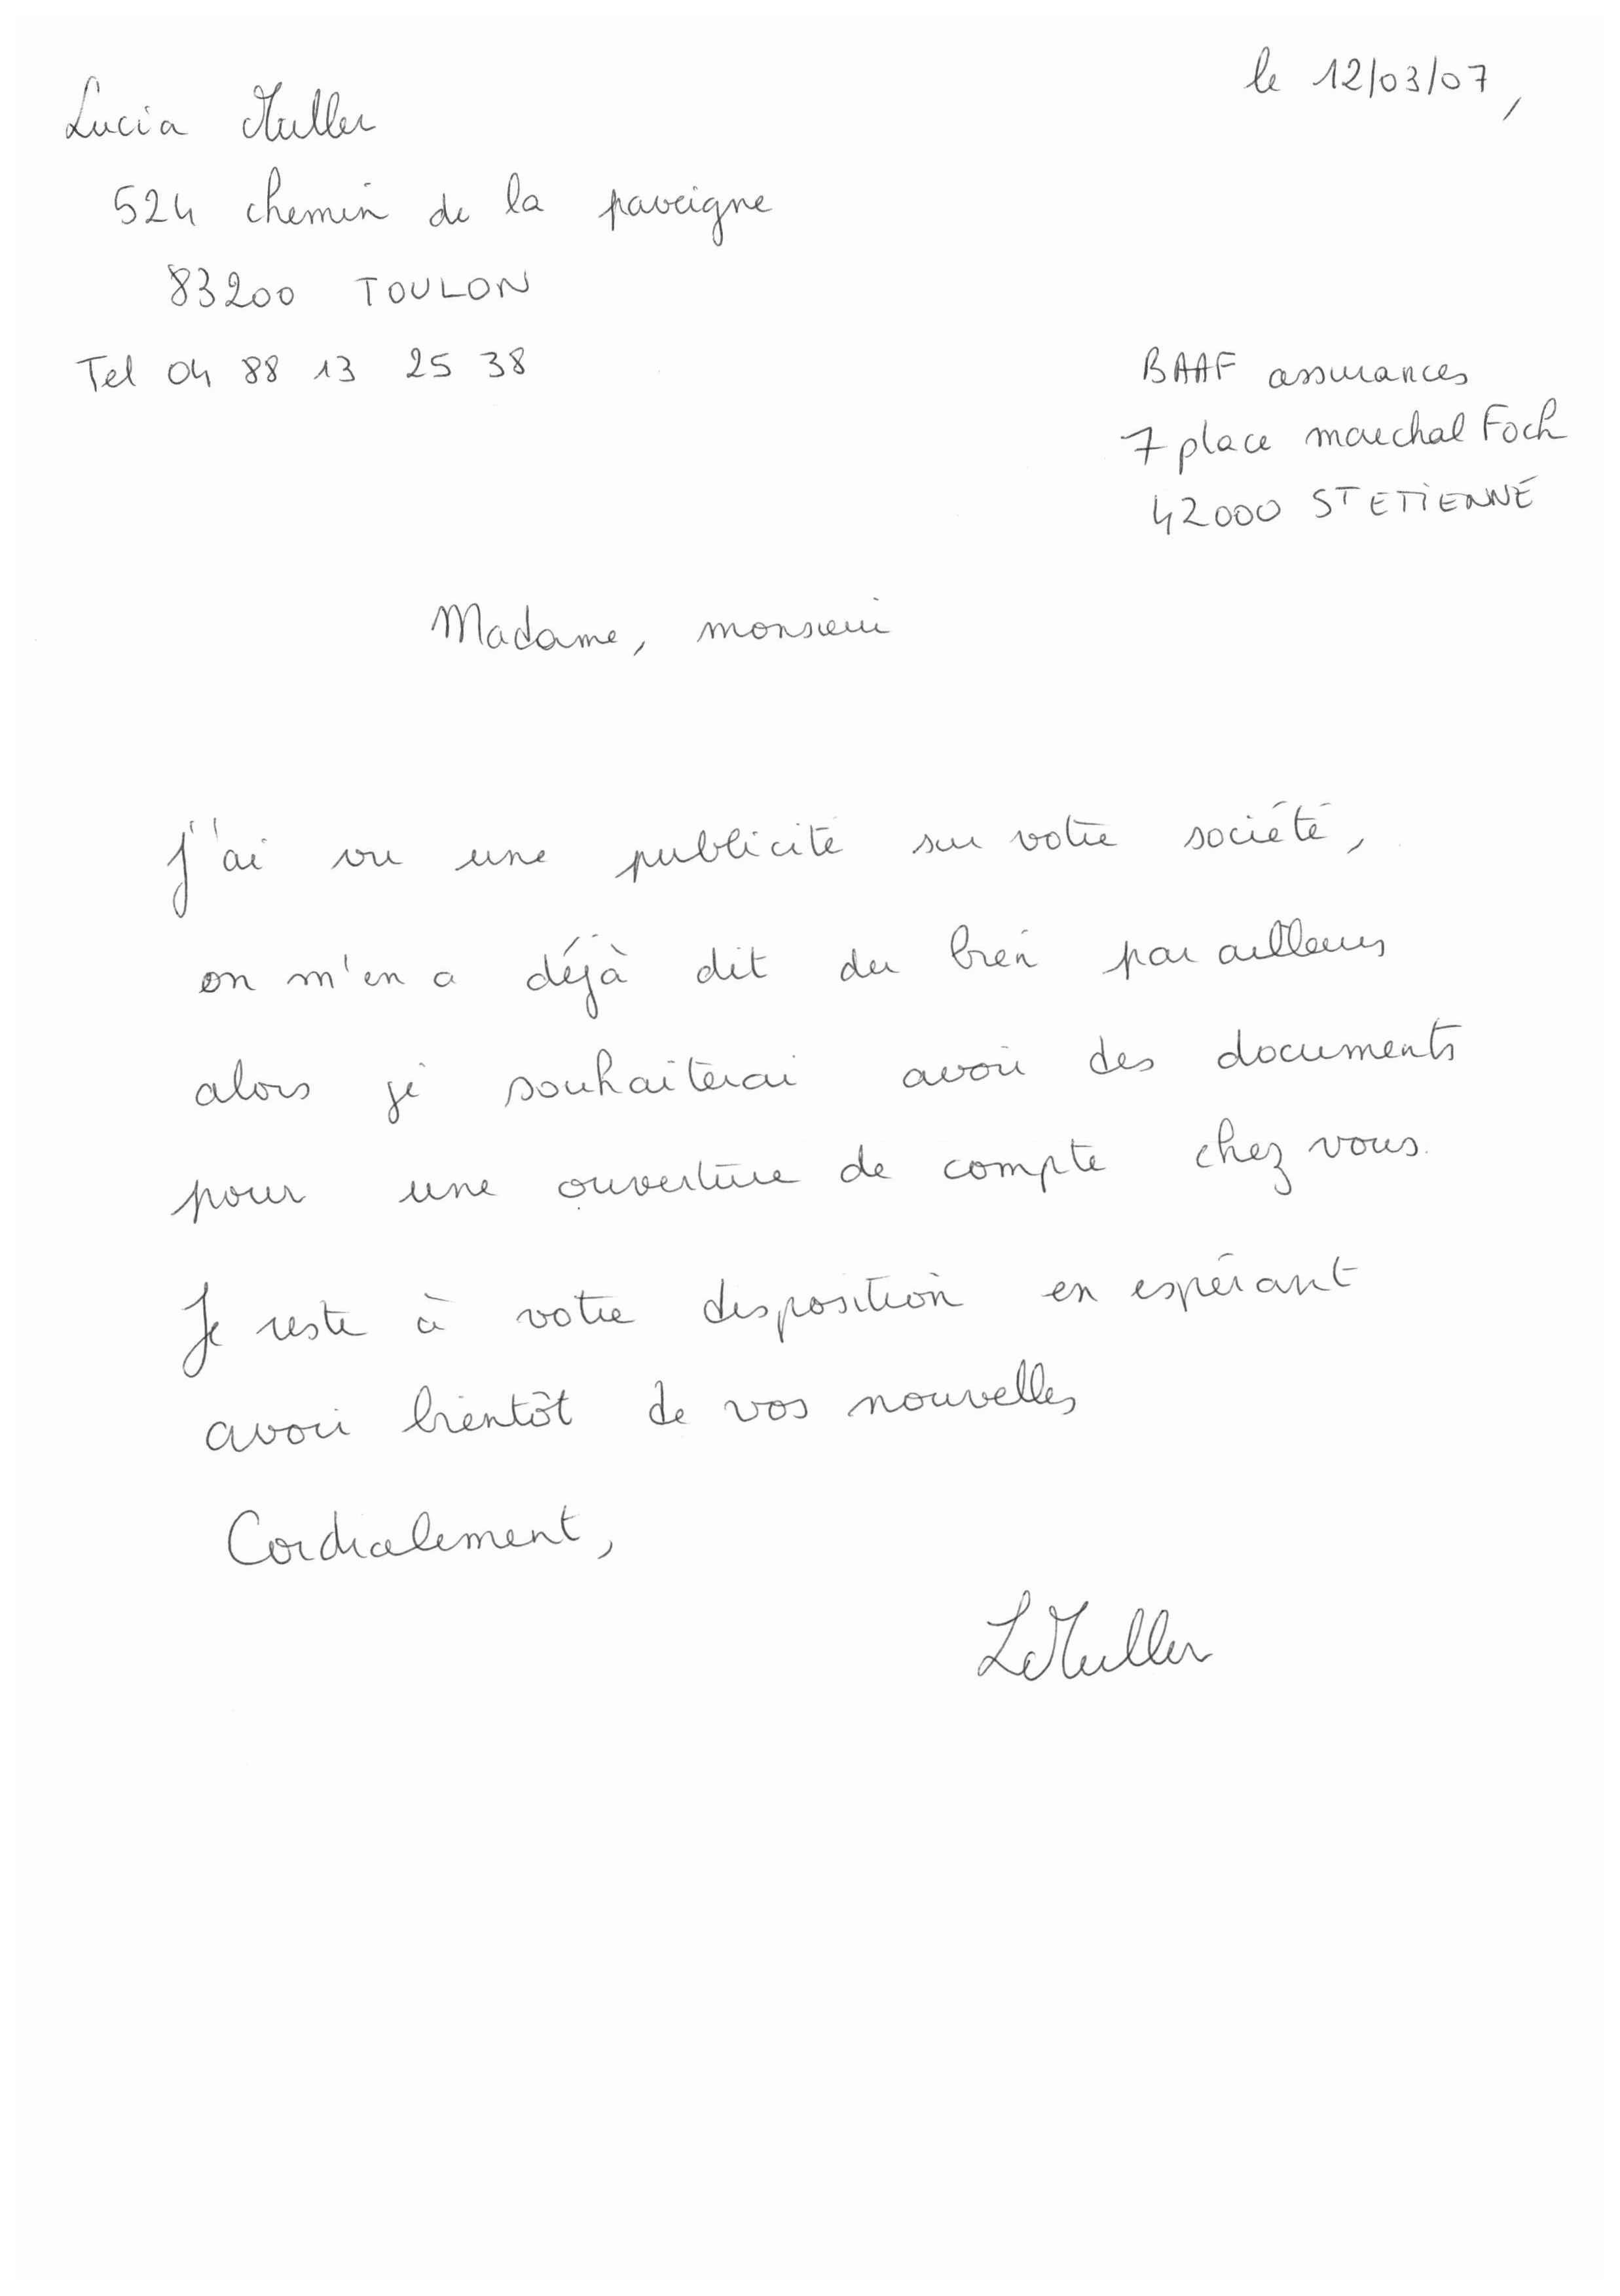 le 12/03/07,
Lucia Muller
524 chemin de la paveigne
83200 TOULON
Tel 04 88 13 25 38
BAAF assurances
7 place marechal Foch
42000 ST ETIENNE
Madame, monsieur
j'ai vu une publicité sur votre société,
on m'en a déjà dit du bien par ailleurs
alors je souhaiterai avoir des documents
pour une ouverture de compte chez vous.
Je reste à votre disposition en espérant
avoir bientôt de vos nouvelles
Cordialement,
LMuller